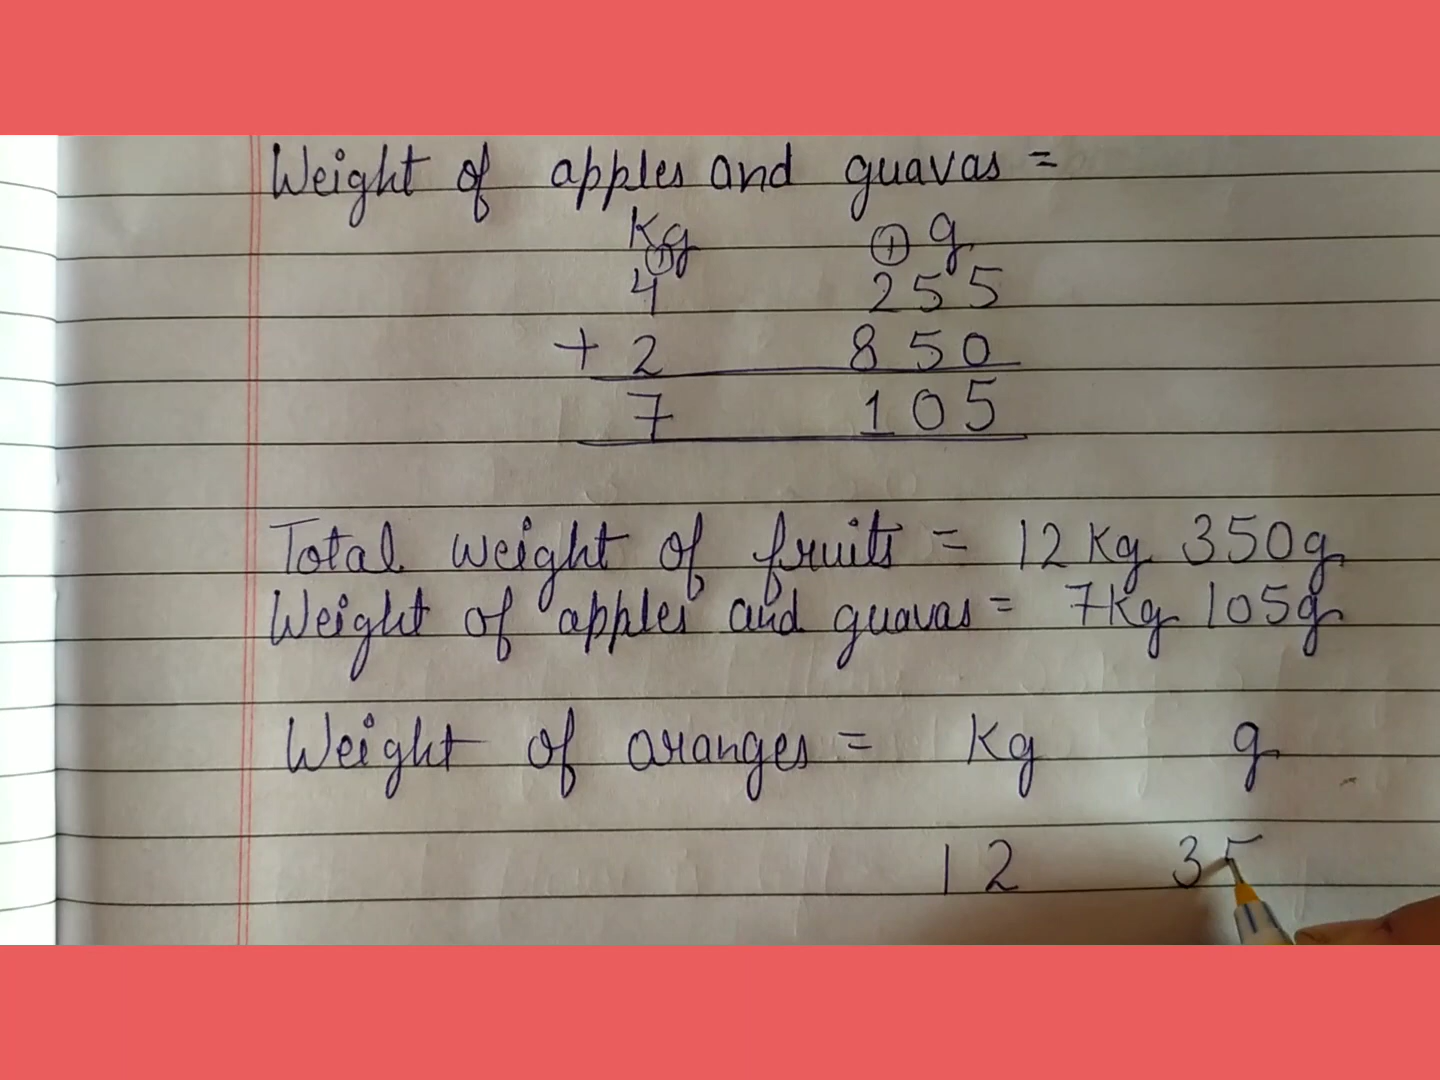 Weight of apples and guavas =
Kg g
1 1
4 255
+ 2 850
7 105
Total weight of fruits = 12 Kg 350g
Weight of apples and guavas = 7Kg 105g
Weight of oranges = Kg g
12 35